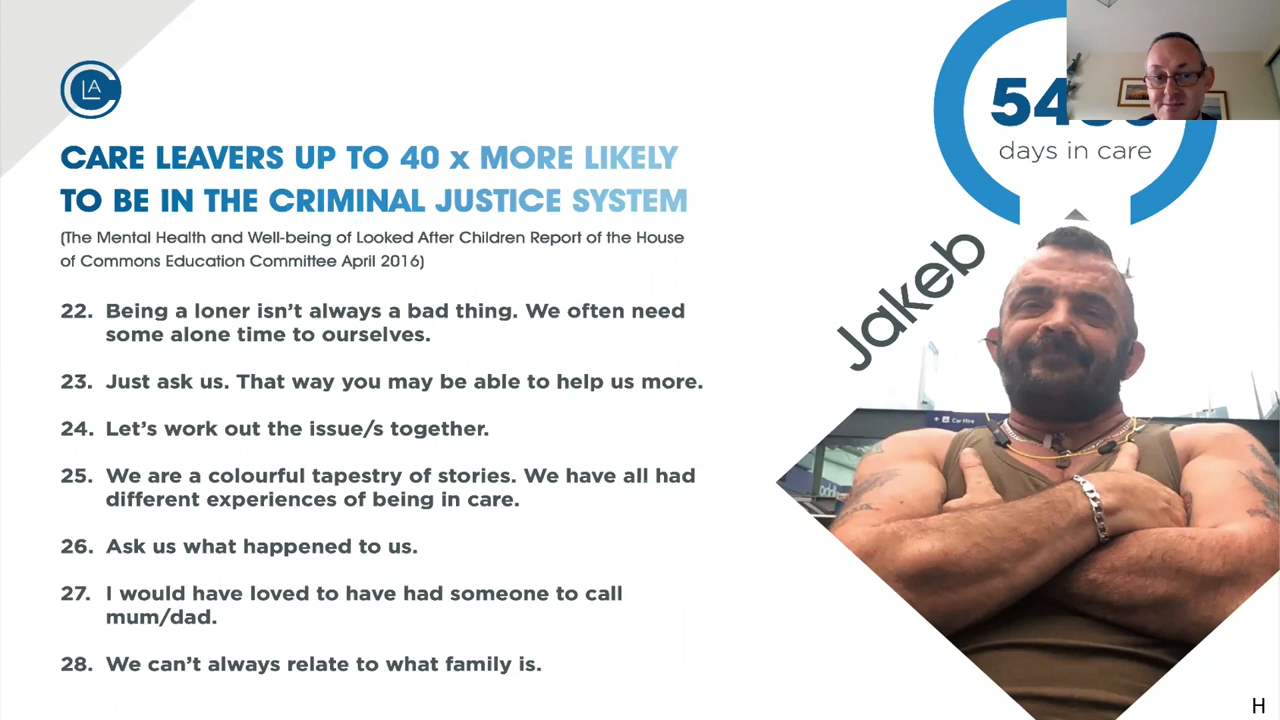 CLA
CARE LEAVERS UP TO 40 x MORE LIKELY
TO BE IN THE CRIMINAL JUSTICE SYSTEM
(The Mental Health and Well-being of Looked After Children Report of the House
of Commons Education Committee April 2016)
22. Being a loner isn't always a bad thing. We often need
some alone time to ourselves.
23. Just ask us. That way you may be able to help us more.
24. Let's work out the issue/s together.
25. We are a colourful tapestry of stories. We have all had
different experiences of being in care.
26. Ask us what happened to us.
27. I would have loved to have had someone to call
mum/dad.
28. We can't always relate to what family is.
days in care
Jakeb
Car Hire
H